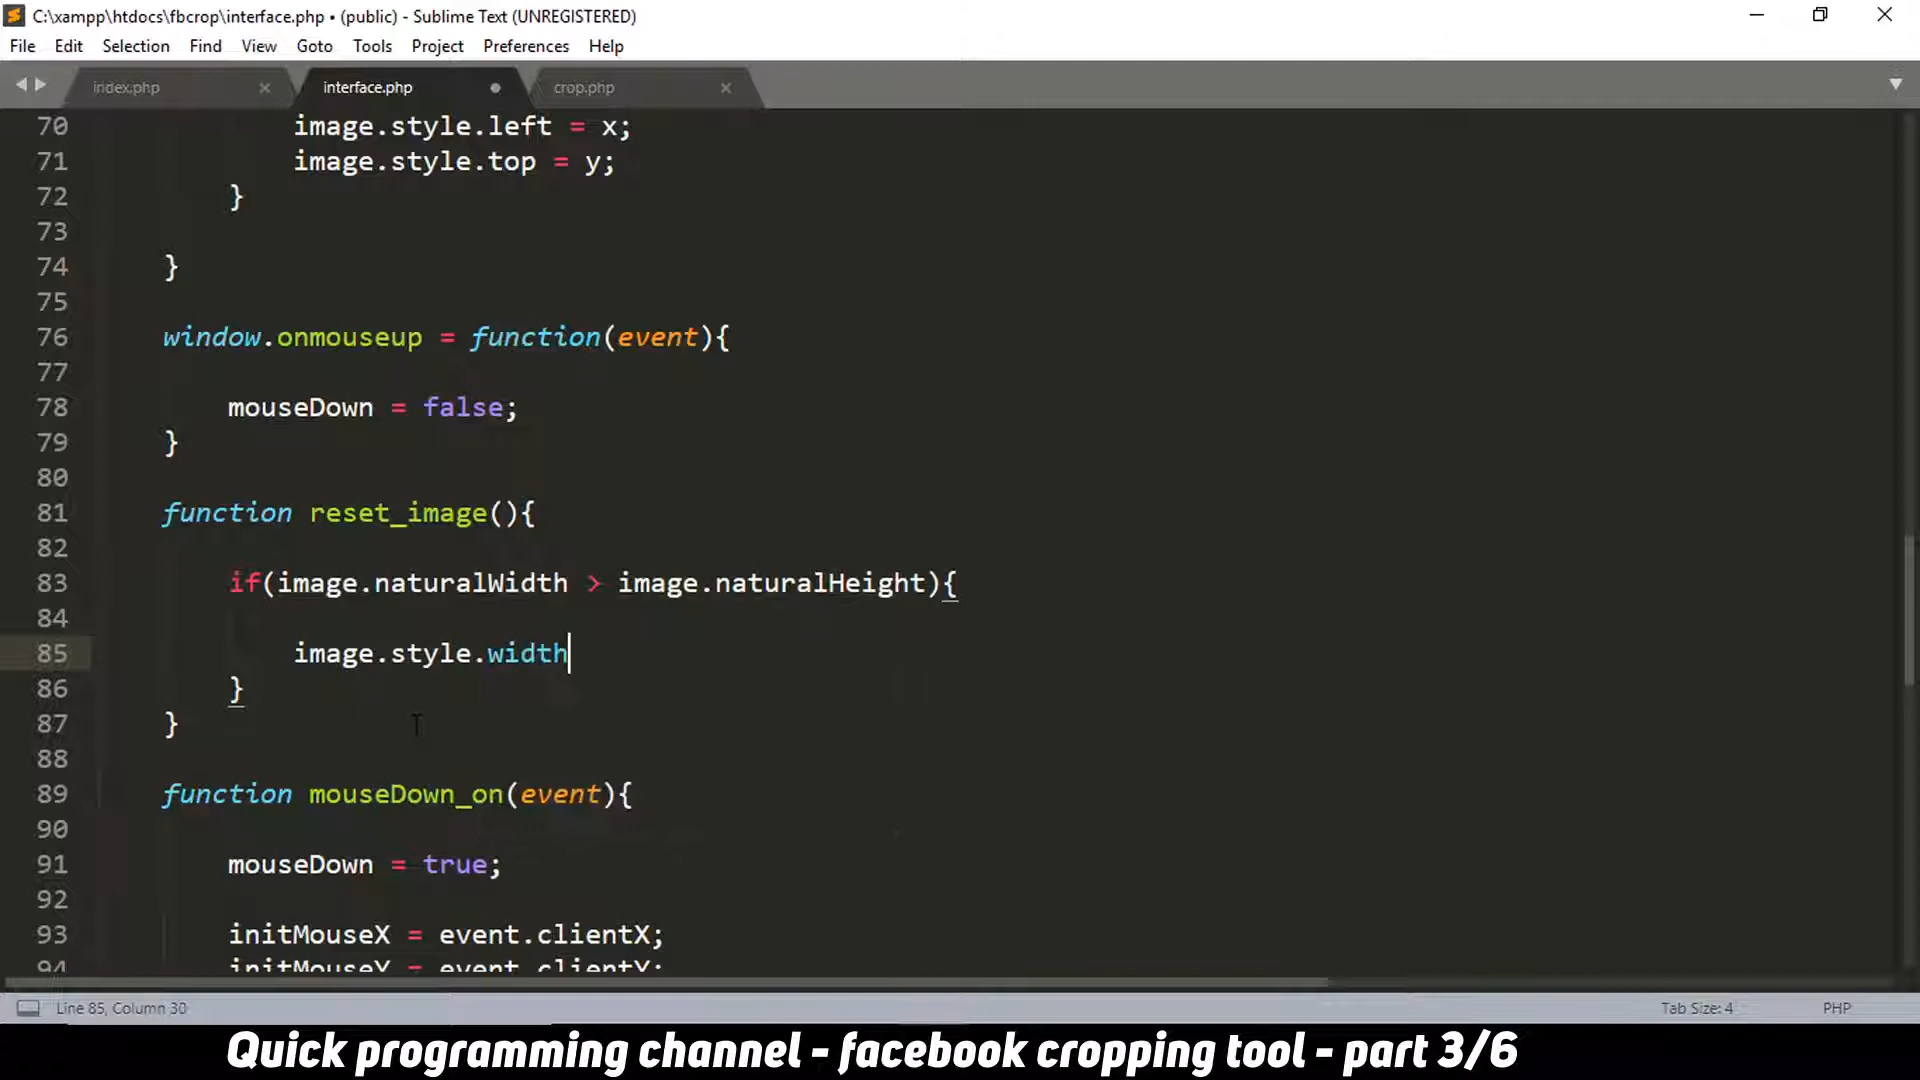 C:\xampp\htdocs\fbcrop\interface.php • (public) - Sublime Text (UNREGISTERED)
File Edit Selection Find View Goto Tools Project Preferences Help
index.php interface.php crop.php
70 image.style.left = x;
71 image.style.top = y;
72 }
73
74 }
75
76 window.onmouseup = function(event){
77
78 mouseDown = false;
79 }
80
81 function reset_image(){
82
83 if(image.naturalWidth > image.naturalHeight){
84
85 image.style.width
86 }
87 }
88
89 function mouseDown_on(event){
90
91 mouseDown = true;
92
93 initMouseX = event.clientX;
94 initMouseY = event.clientY;
Line 85, Column 30 Tab Size: 4 PHP
Quick programming channel - facebook cropping tool - part 3/6